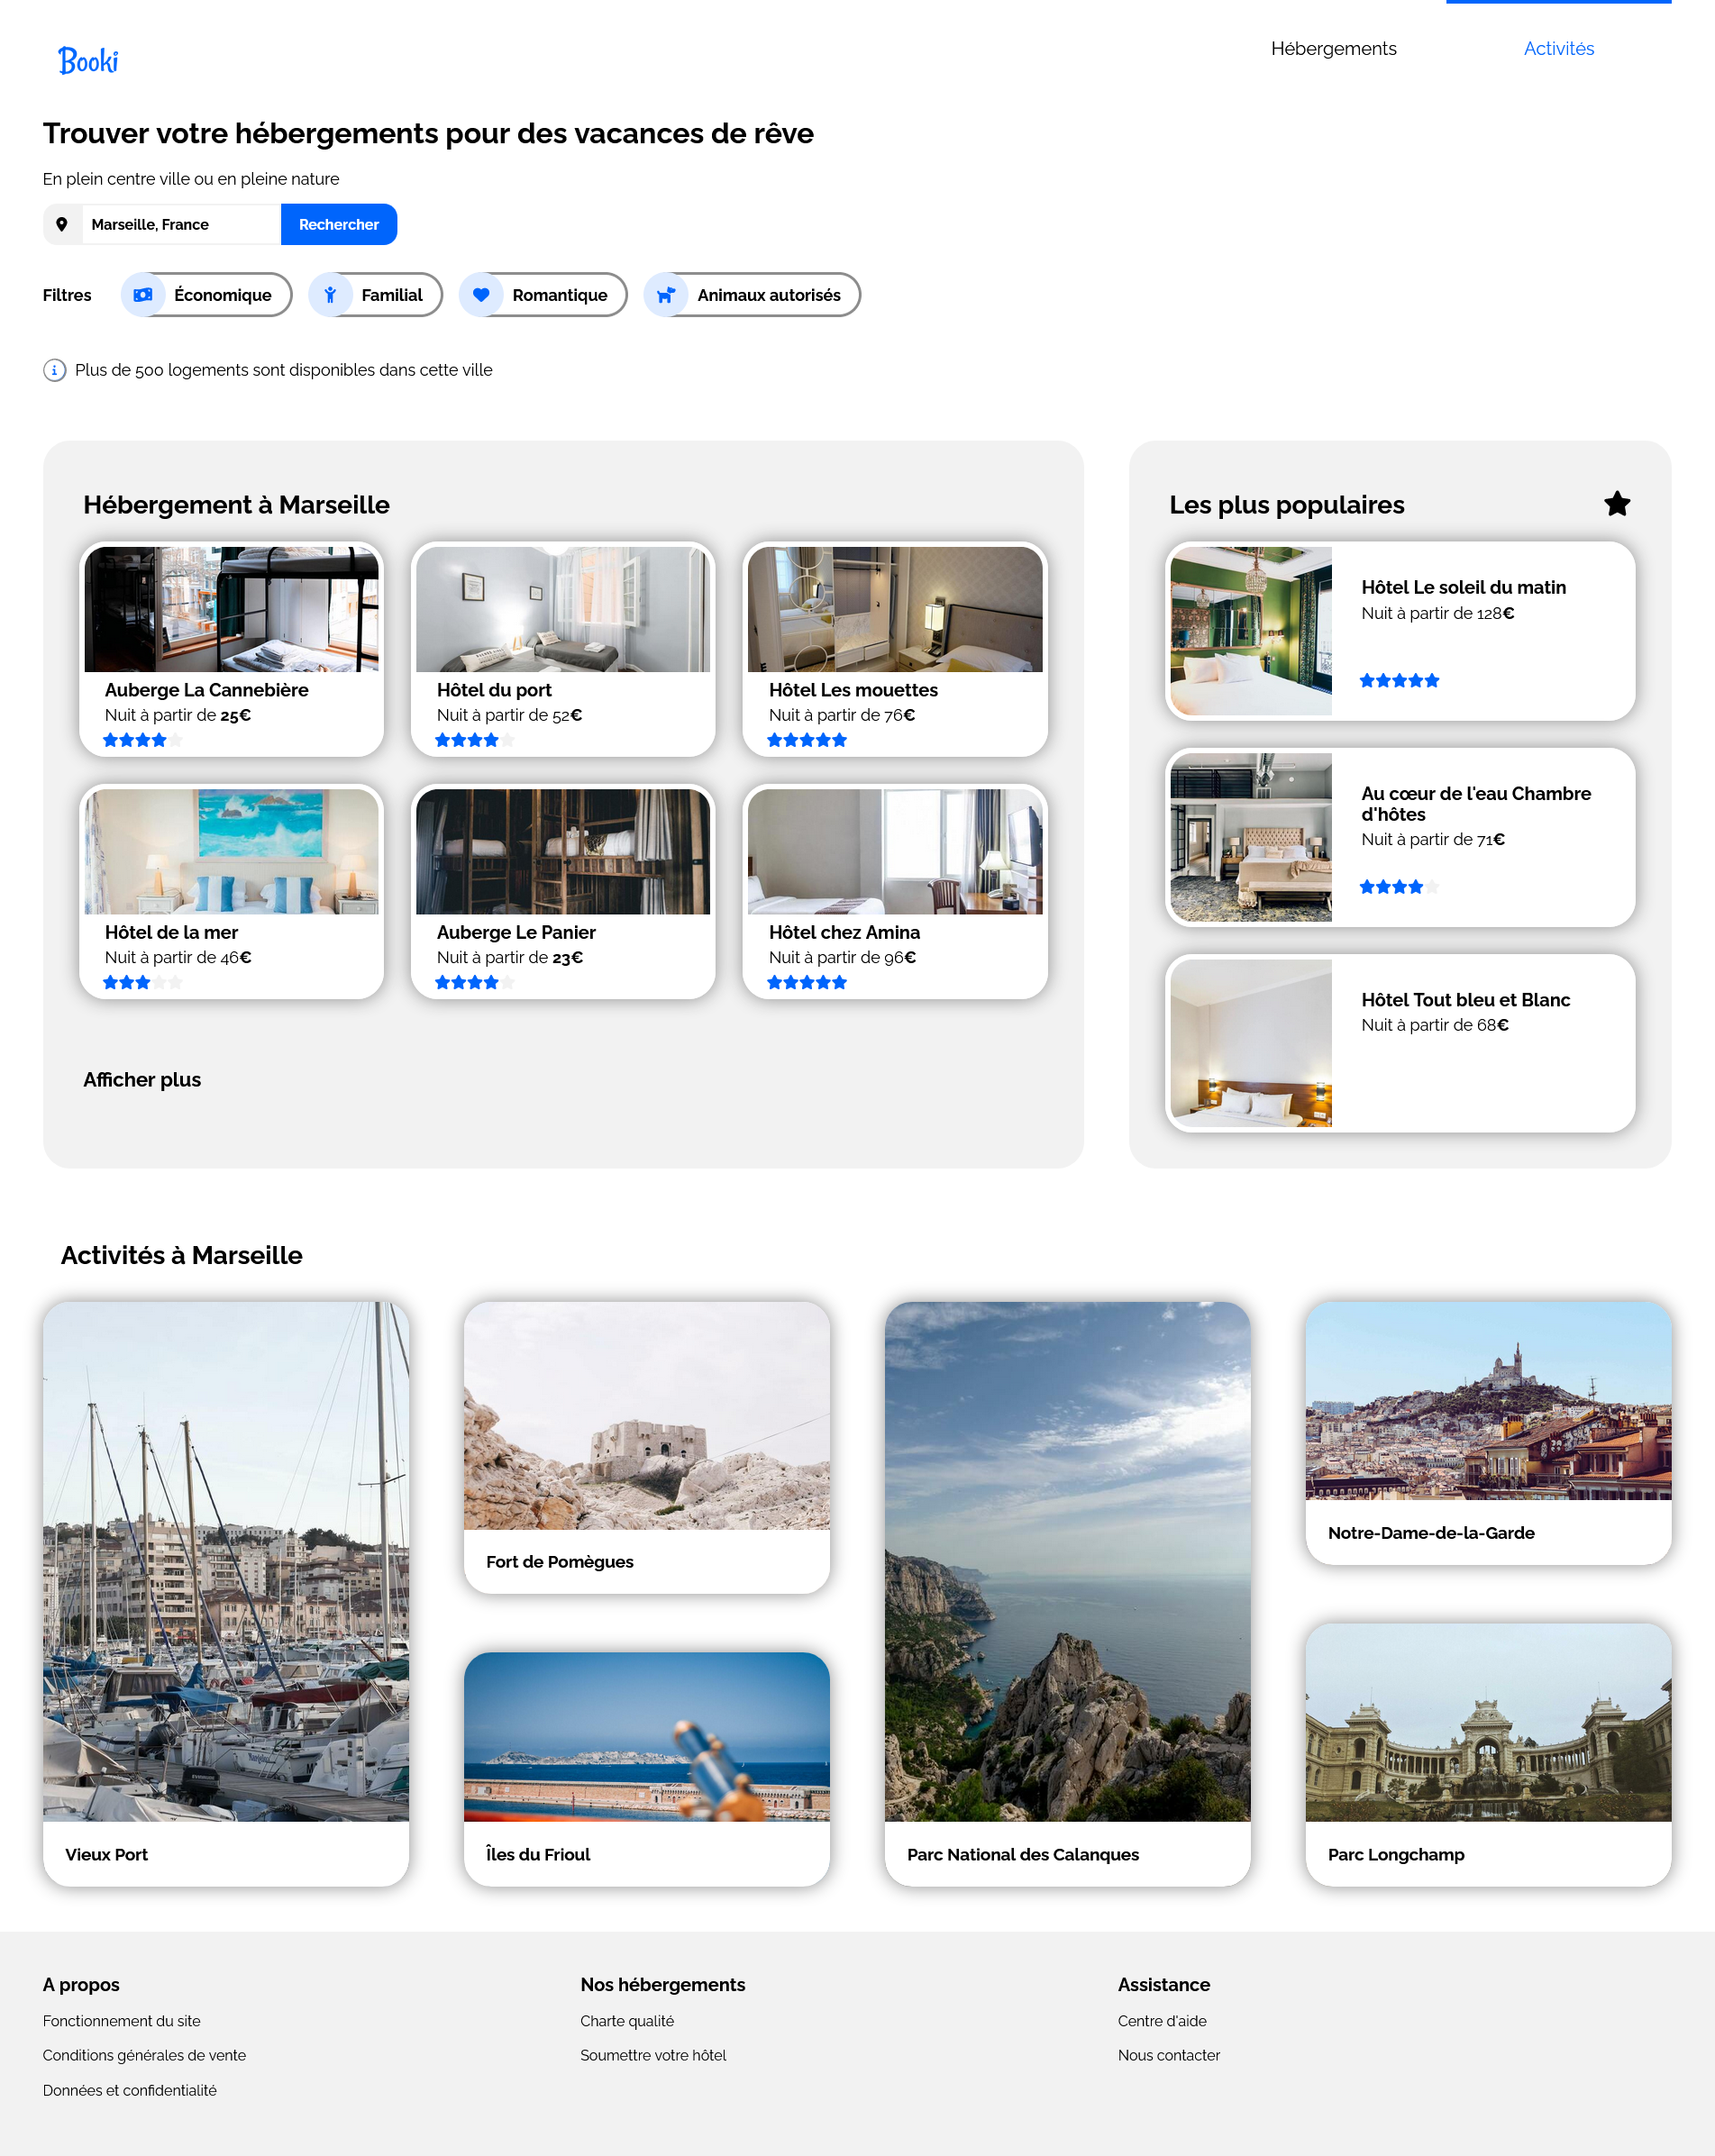 Booki
Hébergements
Activités
Trouver votre hébergements pour des vacances de rêve
En plein centre ville ou en pleine nature
Marseille, France
Rechercher
Filtres
Économique
Familial
Romantique
Animaux autorisés
Plus de 500 logements sont disponibles dans cette ville
Hébergement à Marseille
Auberge La Cannebière
Nuit à partir de 25€
Hôtel du port
Nuit à partir de 52€
Hôtel Les mouettes
Nuit à partir de 76€
Hôtel de la mer
Nuit à partir de 46€
Auberge Le Panier
Nuit à partir de 23€
Hôtel chez Amina
Nuit à partir de 96€
Afficher plus
Les plus populaires
Hôtel Le soleil du matin
Nuit à partir de 128€
Au cœur de l'eau Chambre
d'hôtes
Nuit à partir de 71€
Hôtel Tout bleu et Blanc
Nuit à partir de 68€
Activités à Marseille
Vieux Port
Fort de Pomègues
Îles du Frioul
Parc National des Calanques
Notre-Dame-de-la-Garde
Parc Longchamp
A propos
Fonctionnement du site
Conditions générales de vente
Données et confidentialité
Nos hébergements
Charte qualité
Soumettre votre hôtel
Assistance
Centre d'aide
Nous contacter